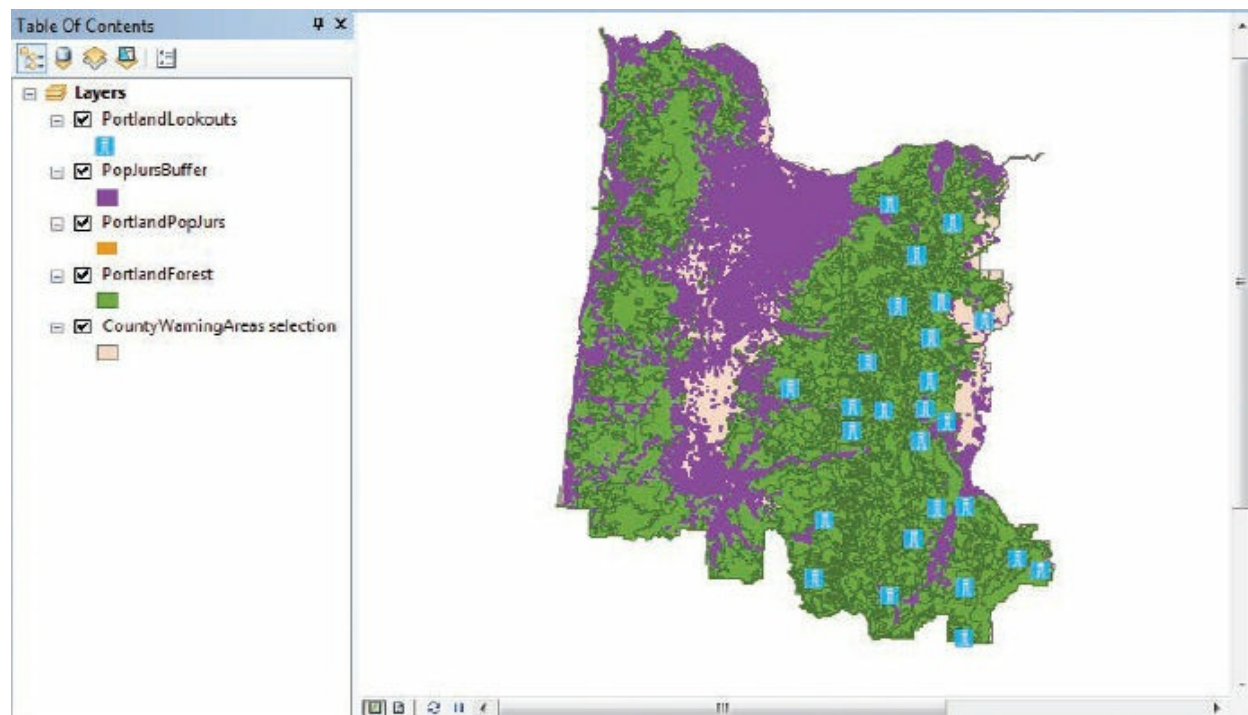 Table Of Contents
Layers
PortlandLookouts
PopJursBuffer
PortlandPopJurs
PortlandForest
CountyWarningAreas selection